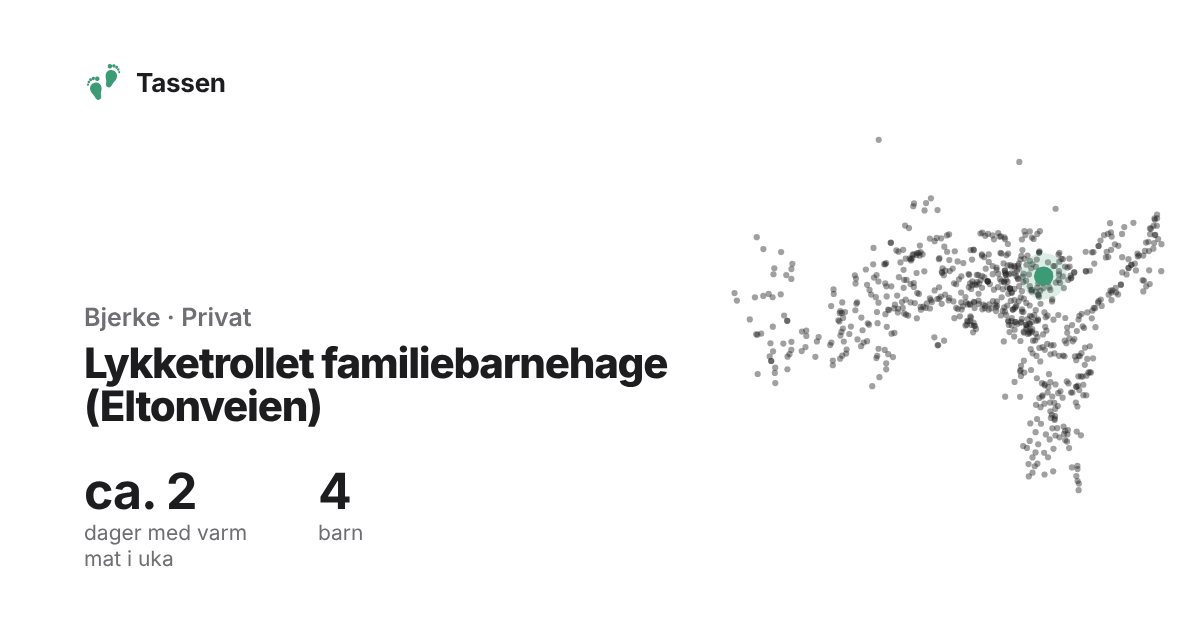 Tassen
Bjerke · Privat
Lykketrollet familiebarnehage
(Eltonveien)
ca. 2
dager med varm
mat i uka
4
barn